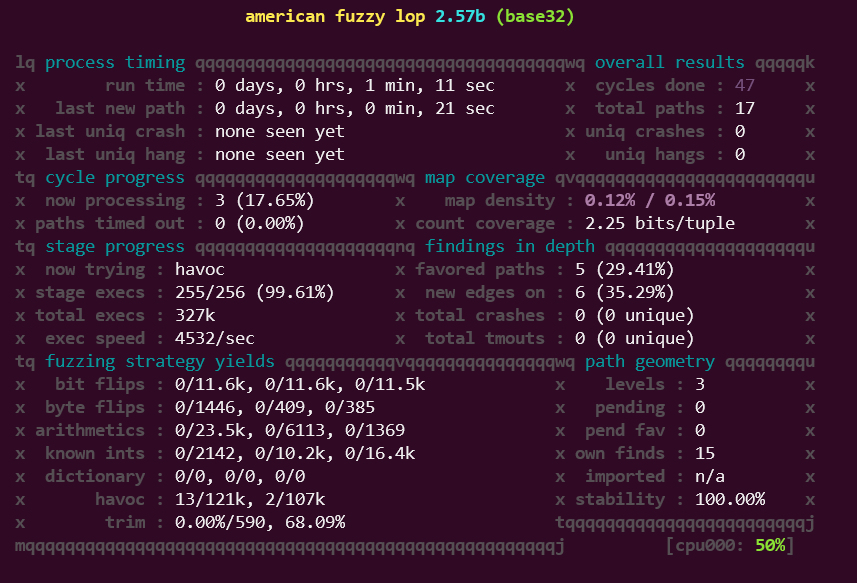 american fuzzy lop 2.57b (base32)
lq process timing qqqqqqqqqqqqqqqqqqqqqqqqqqqqqqqqqqqqqwq overall results qqqqqk
x        run time : 0 days, 0 hrs, 1 min, 11 sec       x  cycles done : 47     x
x   last new path : 0 days, 0 hrs, 0 min, 21 sec       x  total paths : 17     x
x last uniq crash : none seen yet                      x uniq crashes : 0      x
x  last uniq hang : none seen yet                      x   uniq hangs : 0      x
tq cycle progress qqqqqqqqqqqqqqqqqqqqwq map coverage qvqqqqqqqqqqqqqqqqqqqqqqqu
x  now processing : 3 (17.65%)        x    map density : 0.12% / 0.15%         x
x paths timed out : 0 (0.00%)         x count coverage : 2.25 bits/tuple       x
tq stage progress qqqqqqqqqqqqqqqqqqqqnq findings in depth qqqqqqqqqqqqqqqqqqqqu
x  now trying : havoc                 x favored paths : 5 (29.41%)             x
x stage execs : 255/256 (99.61%)      x  new edges on : 6 (35.29%)             x
x total execs : 327k                  x total crashes : 0 (0 unique)           x
x  exec speed : 4532/sec              x  total tmouts : 0 (0 unique)           x
tq fuzzing strategy yields qqqqqqqqqqqvqqqqqqqqqqqqqqqwq path geometry qqqqqqqqu
x   bit flips : 0/11.6k, 0/11.6k, 0/11.5k             x    levels : 3          x
x  byte flips : 0/1446, 0/409, 0/385                  x   pending : 0          x
x arithmetics : 0/23.5k, 0/6113, 0/1369               x  pend fav : 0          x
x  known ints : 0/2142, 0/10.2k, 0/16.4k              x own finds : 15         x
x  dictionary : 0/0, 0/0, 0/0                         x  imported : n/a        x
x       havoc : 13/121k, 2/107k                       x stability : 100.00%    x
x        trim : 0.00%/590, 68.09%                     tqqqqqqqqqqqqqqqqqqqqqqqqj
mqqqqqqqqqqqqqqqqqqqqqqqqqqqqqqqqqqqqqqqqqqqqqqqqqqqqqj          [cpu000: 50%]